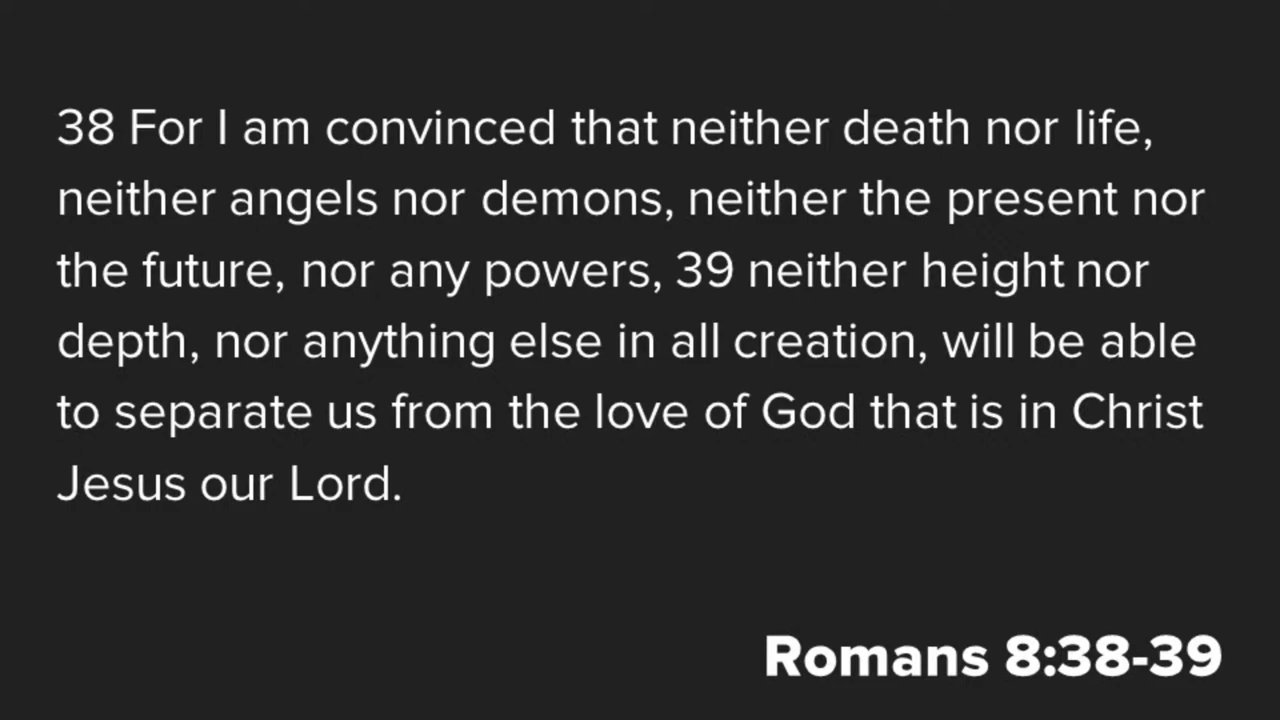 38 For I am convinced that neither death nor life,
neither angels nor demons, neither the present nor
the future, nor any powers, 39 neither height nor
depth, nor anything else in all creation, will be able
to separate us from the love of God that is in Christ
Jesus our Lord.
Romans 8:38-39